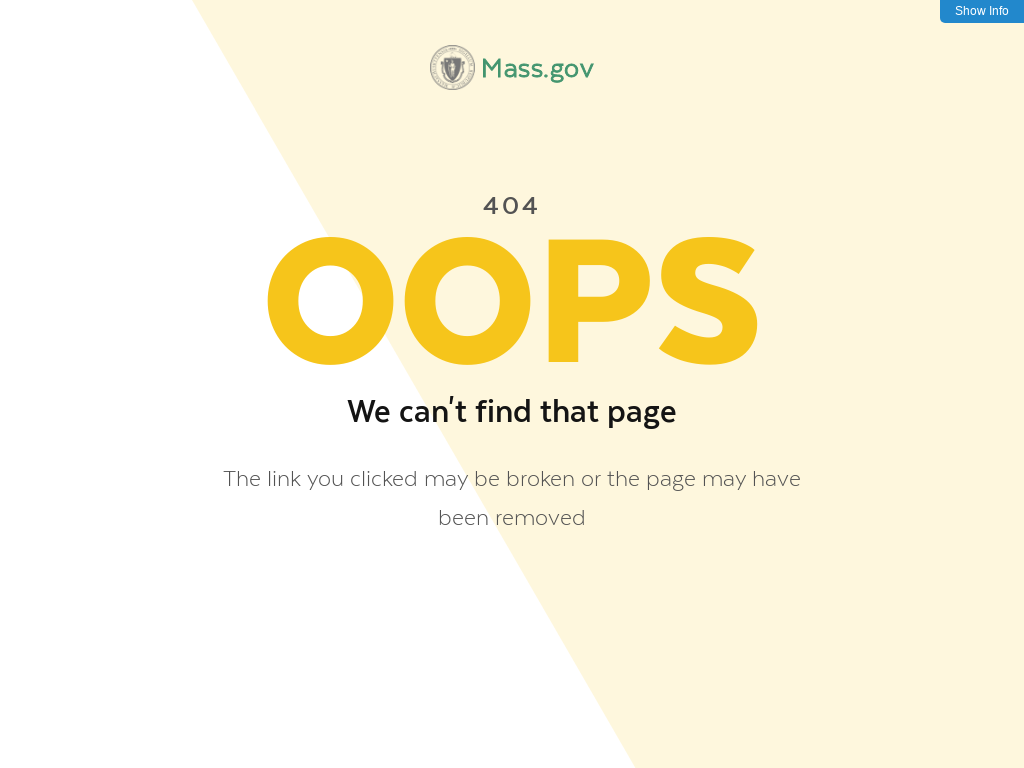 Show Info
Mass.gov
404
OOPS
We can't find that page
The link you clicked may be broken or the page may have
been removed